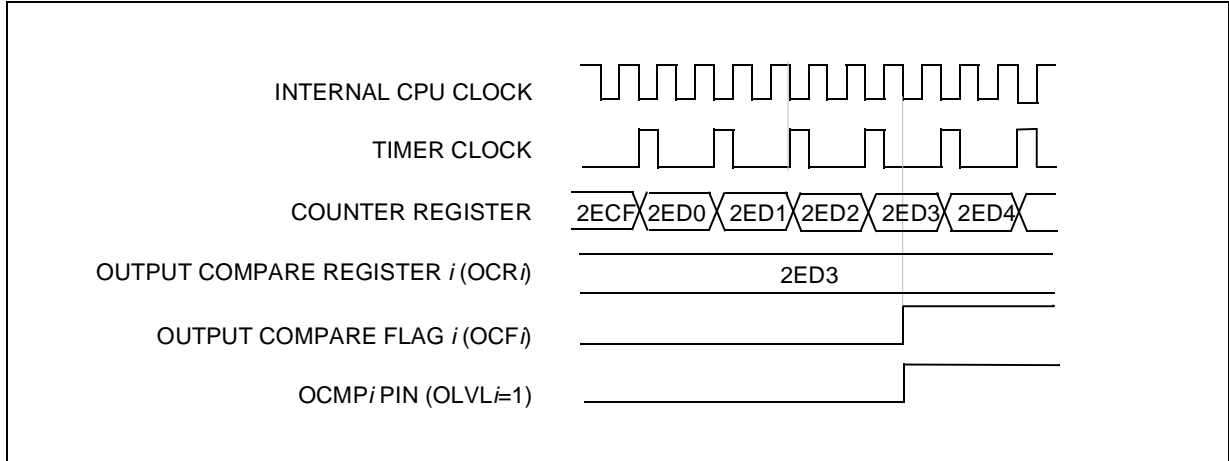 INTERNAL CPU CLOCK
TIMER CLOCK
COUNTER REGISTER 2ECF 2ED0 2ED1 2ED2 2ED3 2ED4
OUTPUT COMPARE REGISTER i (OCRi) 2ED3
OUTPUT COMPARE FLAG i (OCFi)
OCMPi PIN (OLVLi=1)